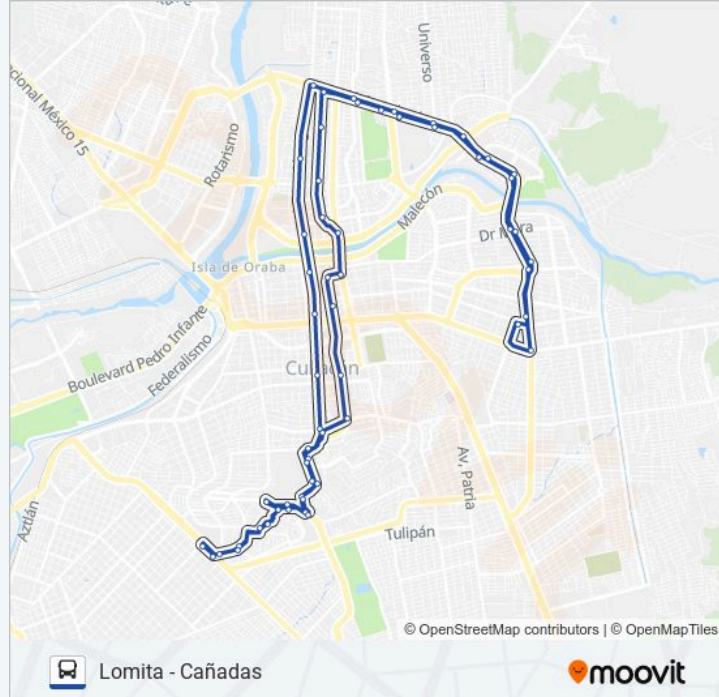 Universo
cional México 15
Rotarismo
Malecón
Dr Mora
Isla de Oraba
Boulevard Pedro Infante
Federalismo
Culiacán
Av, Patria
Aztlán
Tulipán
© OpenStreetMap contributors | © OpenMapTiles
Lomita - Cañadas
moovit